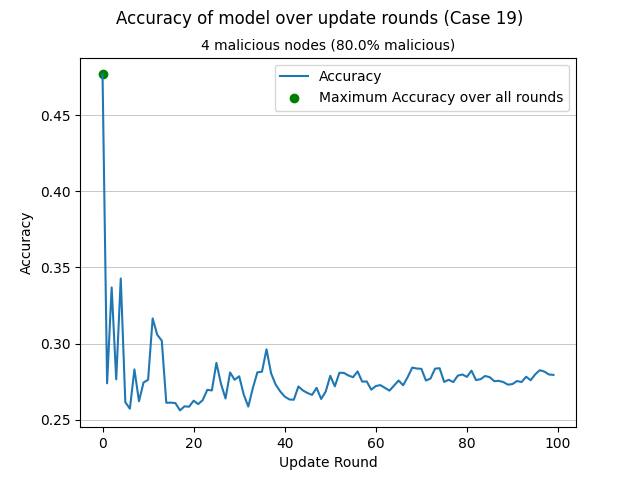 Accuracy of model over update rounds (Case 19)
4 malicious nodes (80.0% malicious)
Accuracy
Maximum Accuracy over all rounds
0.45
0.40
0.35
0.30
0.25
Accuracy
0 20 40 60 80 100
Update Round